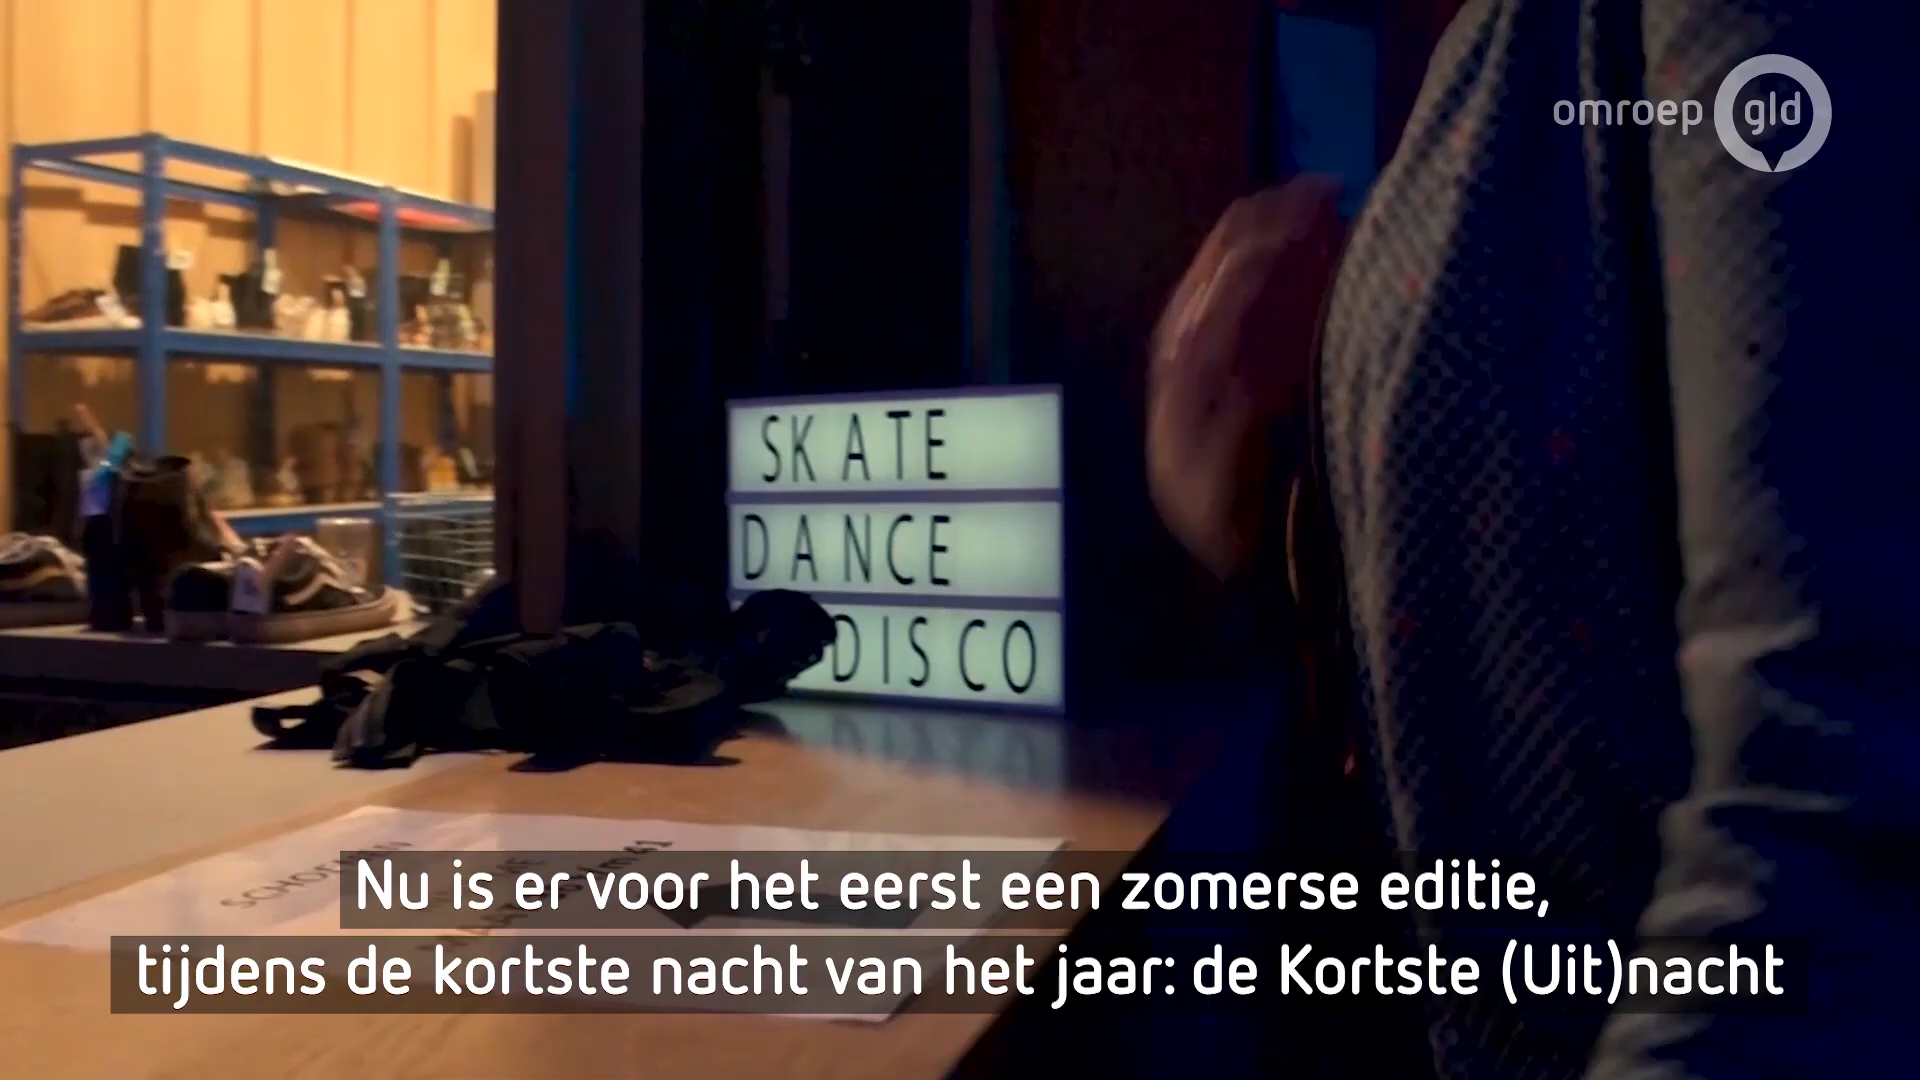 omroep gld
SKATE
DANCE
DISCO
SCHOENEN
Nu is er voor het eerst een zomerse editie,
tijdens de kortste nacht van het jaar: de Kortste (Uit)nacht